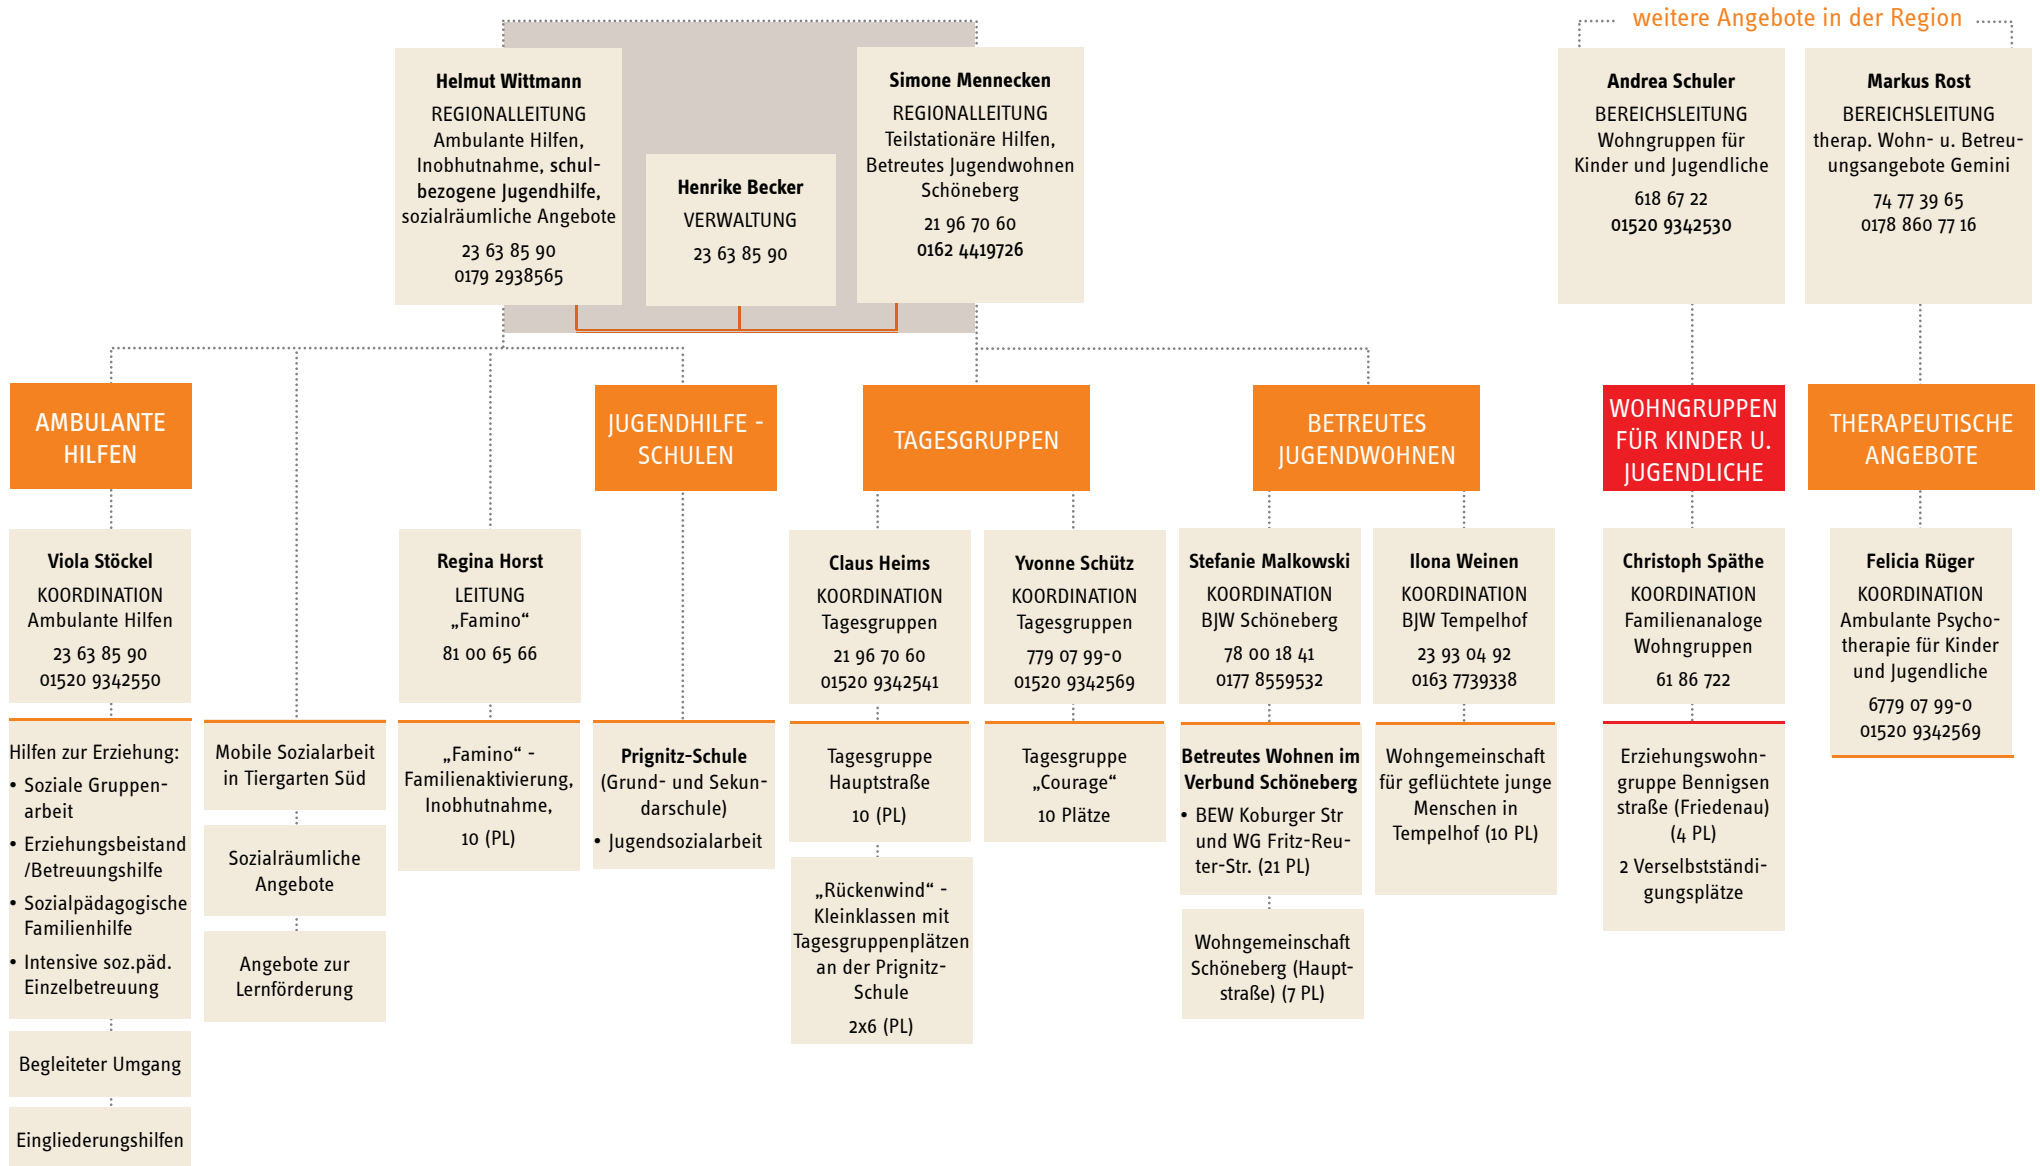 weitere Angebote in der Region
Helmut Wittmann
REGIONALLEITUNG
Ambulante Hilfen,
Inobhutnahme, schul-
bezogene Jugendhilfe,
sozialräumliche Angebote
23 63 85 90
0179 2938565
Henrike Becker
VERWALTUNG
23 63 85 90
Simone Mennecken
REGIONALLEITUNG
Teilstationäre Hilfen,
Betreutes Jugendwohnen
Schöneberg
21 96 70 60
0162 4419726
Andrea Schuler
BEREICHSLEITUNG
Wohngruppen für
Kinder und Jugendliche
618 67 22
01520 9342530
Markus Rost
BEREICHSLEITUNG
therap. Wohn- u. Betreu-
ungsangebote Gemini
74 77 39 65
0178 860 77 16
AMBULANTE
HILFEN
JUGENDHILFE -
SCHULEN
TAGESGRUPPEN
BETREUTES
JUGENDWOHNEN
WOHNGRUPPEN
FÜR KINDER U.
JUGENDLICHE
THERAPEUTISCHE
ANGEBOTE
Viola Stöckel
KOORDINATION
Ambulante Hilfen
23 63 85 90
01520 9342550
Regina Horst
LEITUNG
„Famino“
81 00 65 66
Claus Heims
KOORDINATION
Tagesgruppen
21 96 70 60
01520 9342541
Yvonne Schütz
KOORDINATION
Tagesgruppen
779 07 99-0
01520 9342569
Stefanie Malkowski
KOORDINATION
BJW Schöneberg
78 00 18 41
0177 8559532
Ilona Weinen
KOORDINATION
BJW Tempelhof
23 93 04 92
0163 7739338
Christoph Späthe
KOORDINATION
Familienanaloge
Wohngruppen
61 86 722
Felicia Rüger
KOORDINATION
Ambulante Psycho-
therapie für Kinder
und Jugendliche
6779 07 99-0
01520 9342569
Hilfen zur Erziehung:
• Soziale Gruppen-
arbeit
• Erziehungsbeistand
/Betreuungshilfe
• Sozialpädagogische
Familienhilfe
• Intensive soz.päd.
Einzelbetreuung
Begleiteter Umgang
Eingliederungshilfen
Mobile Sozialarbeit
in Tiergarten Süd
Sozialräumliche
Angebote
Angebote zur
Lernförderung
„Famino“ -
Familienaktivierung,
Inobhutnahme,
10 (PL)
Prignitz-Schule
(Grund- und Sekun-
darschule)
• Jugendsozialarbeit
Tagesgruppe
Hauptstraße
10 (PL)
„Rückenwind“ -
Kleinklassen mit
Tagesgruppenplätzen
an der Prignitz-
Schule
2x6 (PL)
Tagesgruppe
„Courage“
10 Plätze
Betreutes Wohnen im
Verbund Schöneberg
• BEW Koburger Str
und WG Fritz-Reu-
ter-Str. (21 PL)
Wohngemeinschaft
Schöneberg (Haupt-
straße) (7 PL)
Wohngemeinschaft
für geflüchtete junge
Menschen in
Tempelhof (10 PL)
Erziehungswohn-
gruppe Bennigsen
straße (Friedenau)
(4 PL)
2 Verselbstständi-
gungsplätze